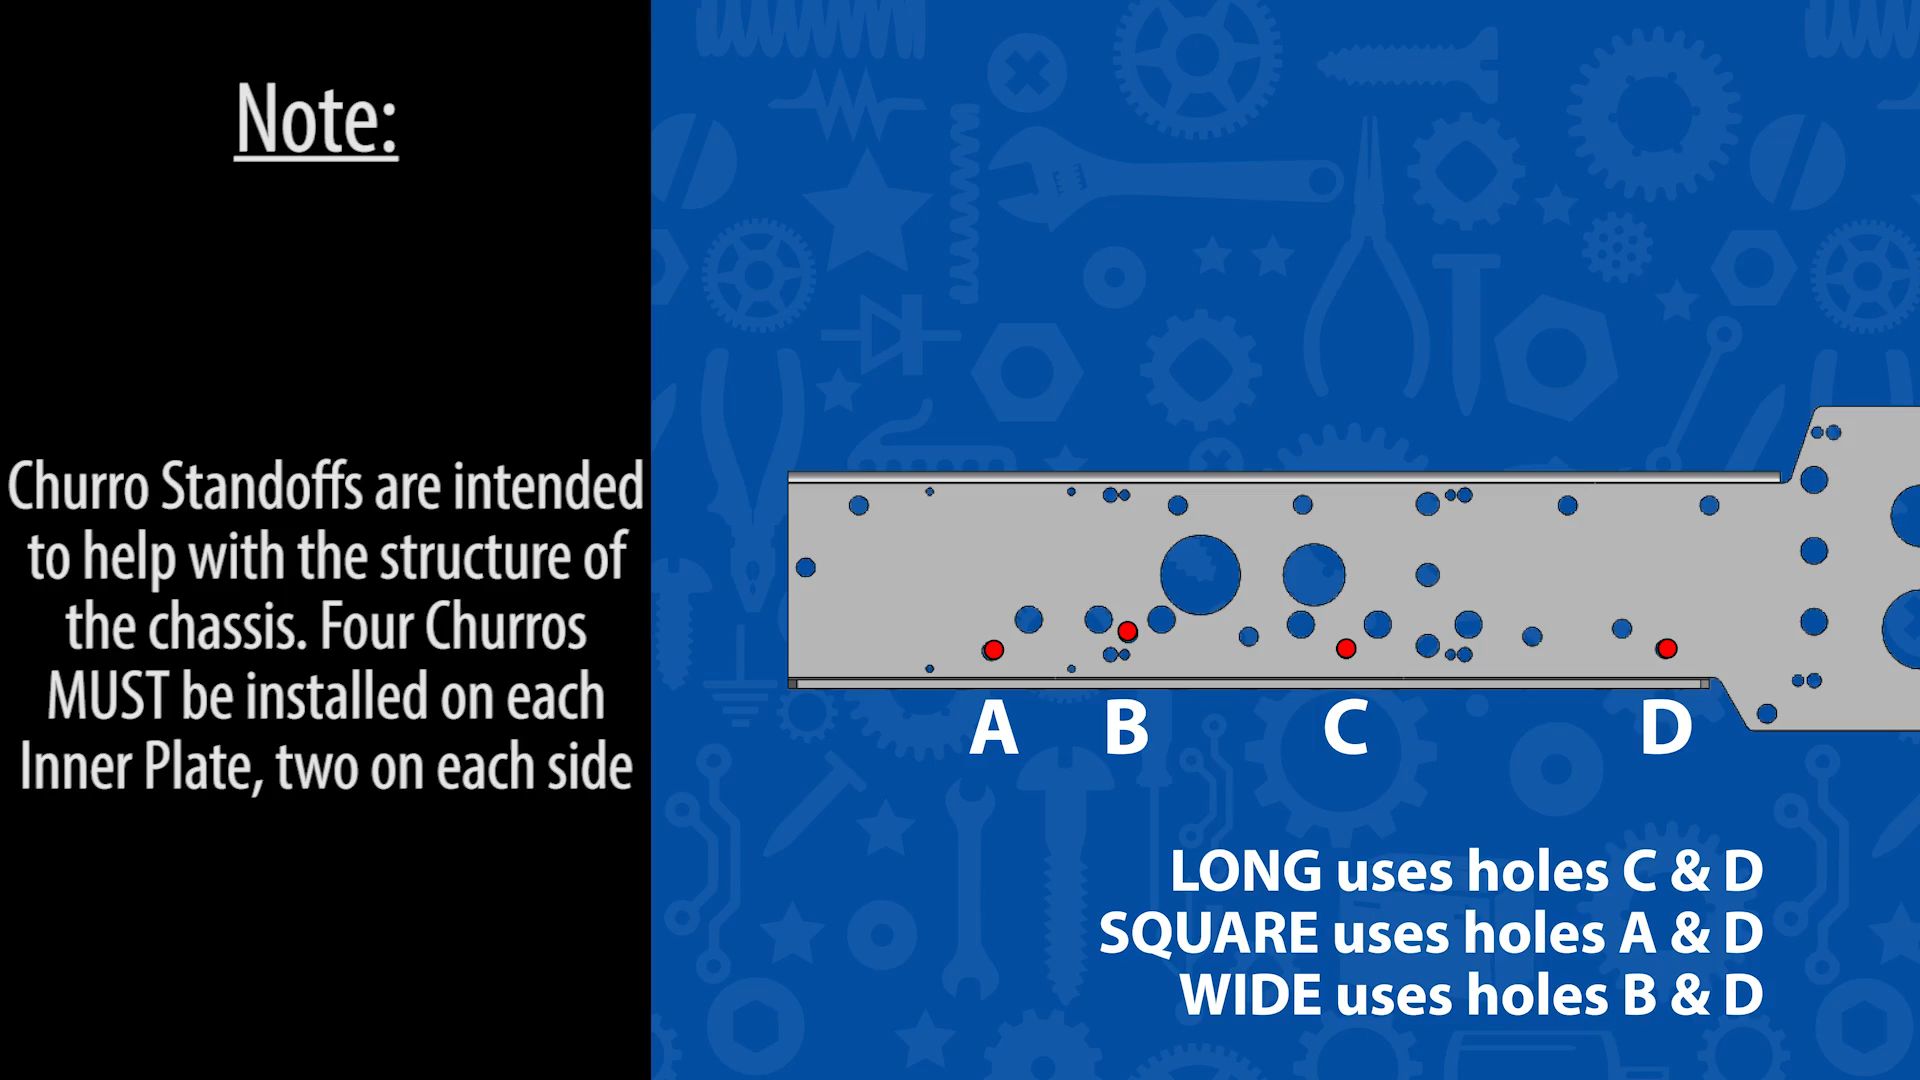 Note:
Churro Standoffs are intended
to help with the structure of
the chassis. Four Churros
MUST be installed on each
Inner Plate, two on each side
A B C D
LONG uses holes C & D
SQUARE uses holes A & D
WIDE uses holes B & D